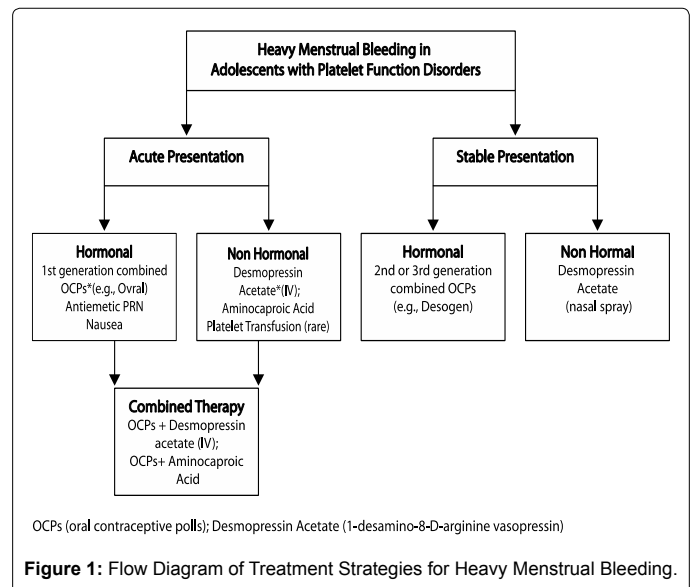 Heavy Menstrual Bleeding in
Adolescents with Platelet Function Disorders
Acute Presentation
Stable Presentation
Hormonal
1st generation combined
OCPs*(e.g., Ovral)
Antiemetic PRN
Nausea
Non Hormonal
Desmopressin
Acetate*(IV);
Aminocaproic Acid
Platelet Transfusion (rare)
Hormonal
2nd or 3rd generation
combined OCPs
(e.g., Desogen)
Non Hormal
Desmopressin
Acetate
(nasal spray)
Combined Therapy
OCPs + Desmopressin
acetate (IV);
OCPs+ Aminocaproic
Acid
OCPs (oral contraceptive polls); Desmopressin Acetate (1-desamino-8-D-arginine vasopressin)
Figure 1: Flow Diagram of Treatment Strategies for Heavy Menstrual Bleeding.